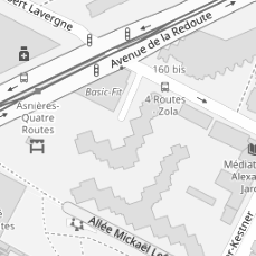 bert Lavergne
Avenue de la Redoute
160 bis
Basic-Fit
Asnières-
Quatre
Routes
4 Routes
Zola
Médiat
Alexa
Jard
Allée Mickaël Le
r-Kestner